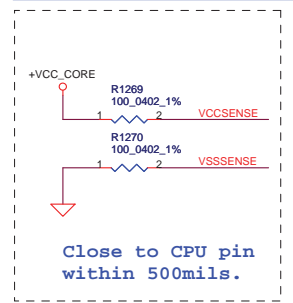 +VCC_CORE
R1269
100_0402_1%
1 2 VCCSENSE
R1270
100_0402_1%
1 2 VSSSENSE
Close to CPU pin
within 500mils.